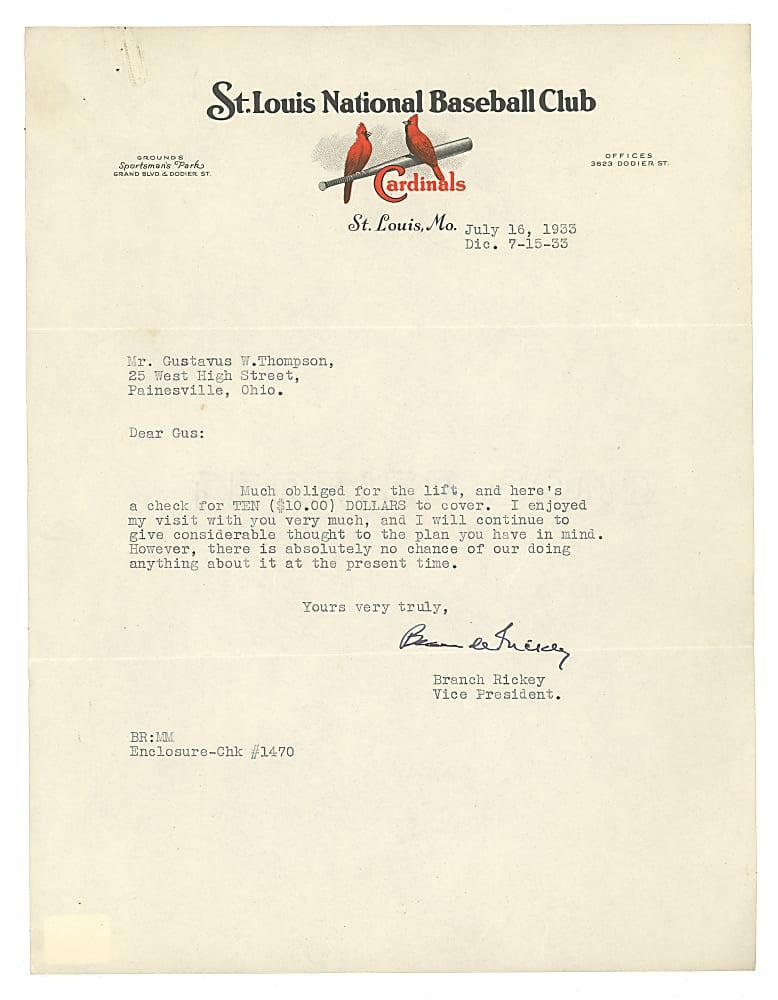 St. Louis National Baseball Club
Cardinals
GROUNDS
Sportsman's Park
GRAND BLVD. & DODIER ST.
OFFICES
3623 DODIER ST.
St. Louis, Mo. July 16, 1933
Dic. 7-15-33
Mr. Gustavus W.Thompson,
25 West High Street,
Painesville, Ohio.
Dear Gus:
Much obliged for the lift, and here's
a check for TEN ($10.00) DOLLARS to cover. I enjoyed
my visit with you very much, and I will continue to
give considerable thought to the plan you have in mind.
However, there is absolutely no chance of our doing
anything about it at the present time.
Yours very truly,
Branch Rickey
Branch Rickey
Vice President.
BR:MM
Enclosure-Chk #1470